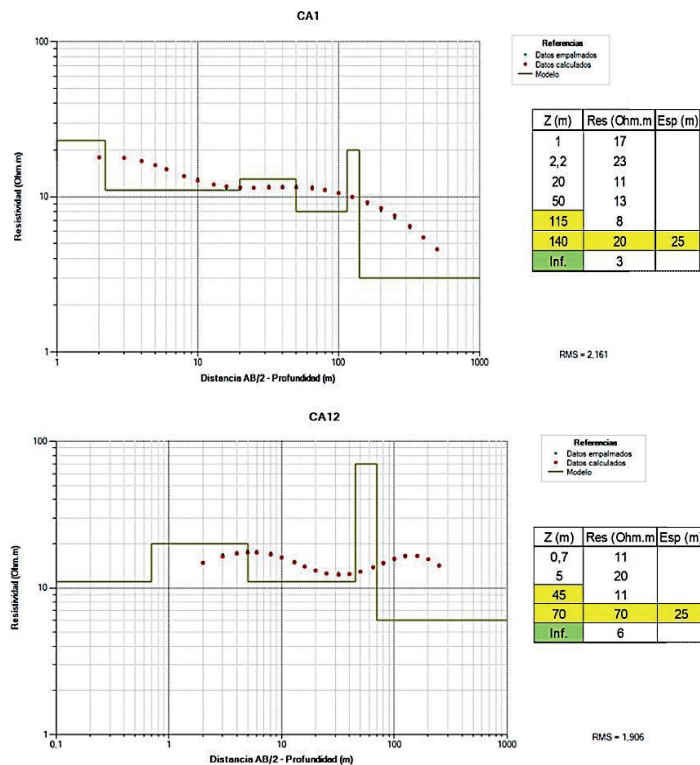 CA1
100
10
1
Resistividad (Ohm.m)
1 10 100 1000
Distancia AB/2 - Profundidad (m)
Referencias
Datos empalmados
Datos calculados
Modelo
Z (m) Res (Ohm.m Esp (m)
1 17
2,2 23
20 11
50 13
115 8
140 20 25
Inf. 3
RMS = 2,161
CA12
100
10
1
Resistividad (Ohm.m)
0.1 1 10 100 1000
Distancia AB/2 - Profundidad (m)
Referencias
Datos empalmados
Datos calculados
Modelo
Z (m) Res (Ohm.m Esp (m)
0,7 11
5 20
45 11
70 70 25
Inf. 6
RMS = 1,906